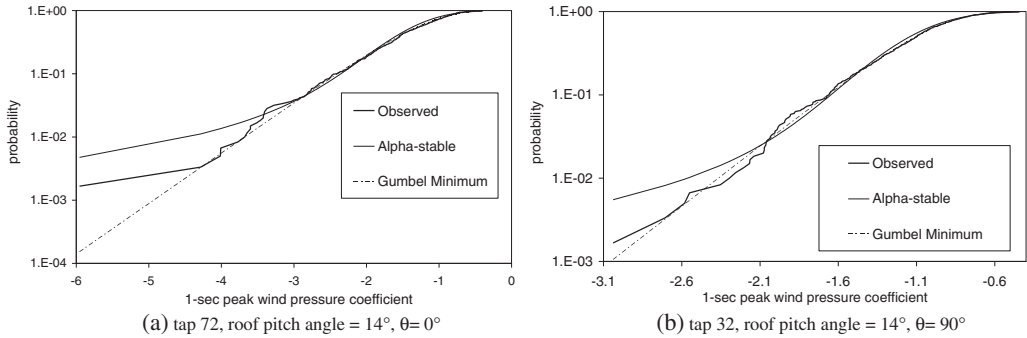 1.E+00
1.E-01
1.E-02
1.E-03
1.E-04
probability
Observed
Alpha-stable
Gumbel Minimum
-6 -5 -4 -3 -2 -1 0
1-sec peak wind pressure coefficient
(a) tap 72, roof pitch angle = 14°, θ= 0°
1.E+00
1.E-01
1.E-02
1.E-03
probability
Observed
Alpha-stable
Gumbel Minimum
-3.1 -2.6 -2.1 -1.6 -1.1 -0.6
1-sec peak wind pressure coefficient
(b) tap 32, roof pitch angle = 14°, θ= 90°